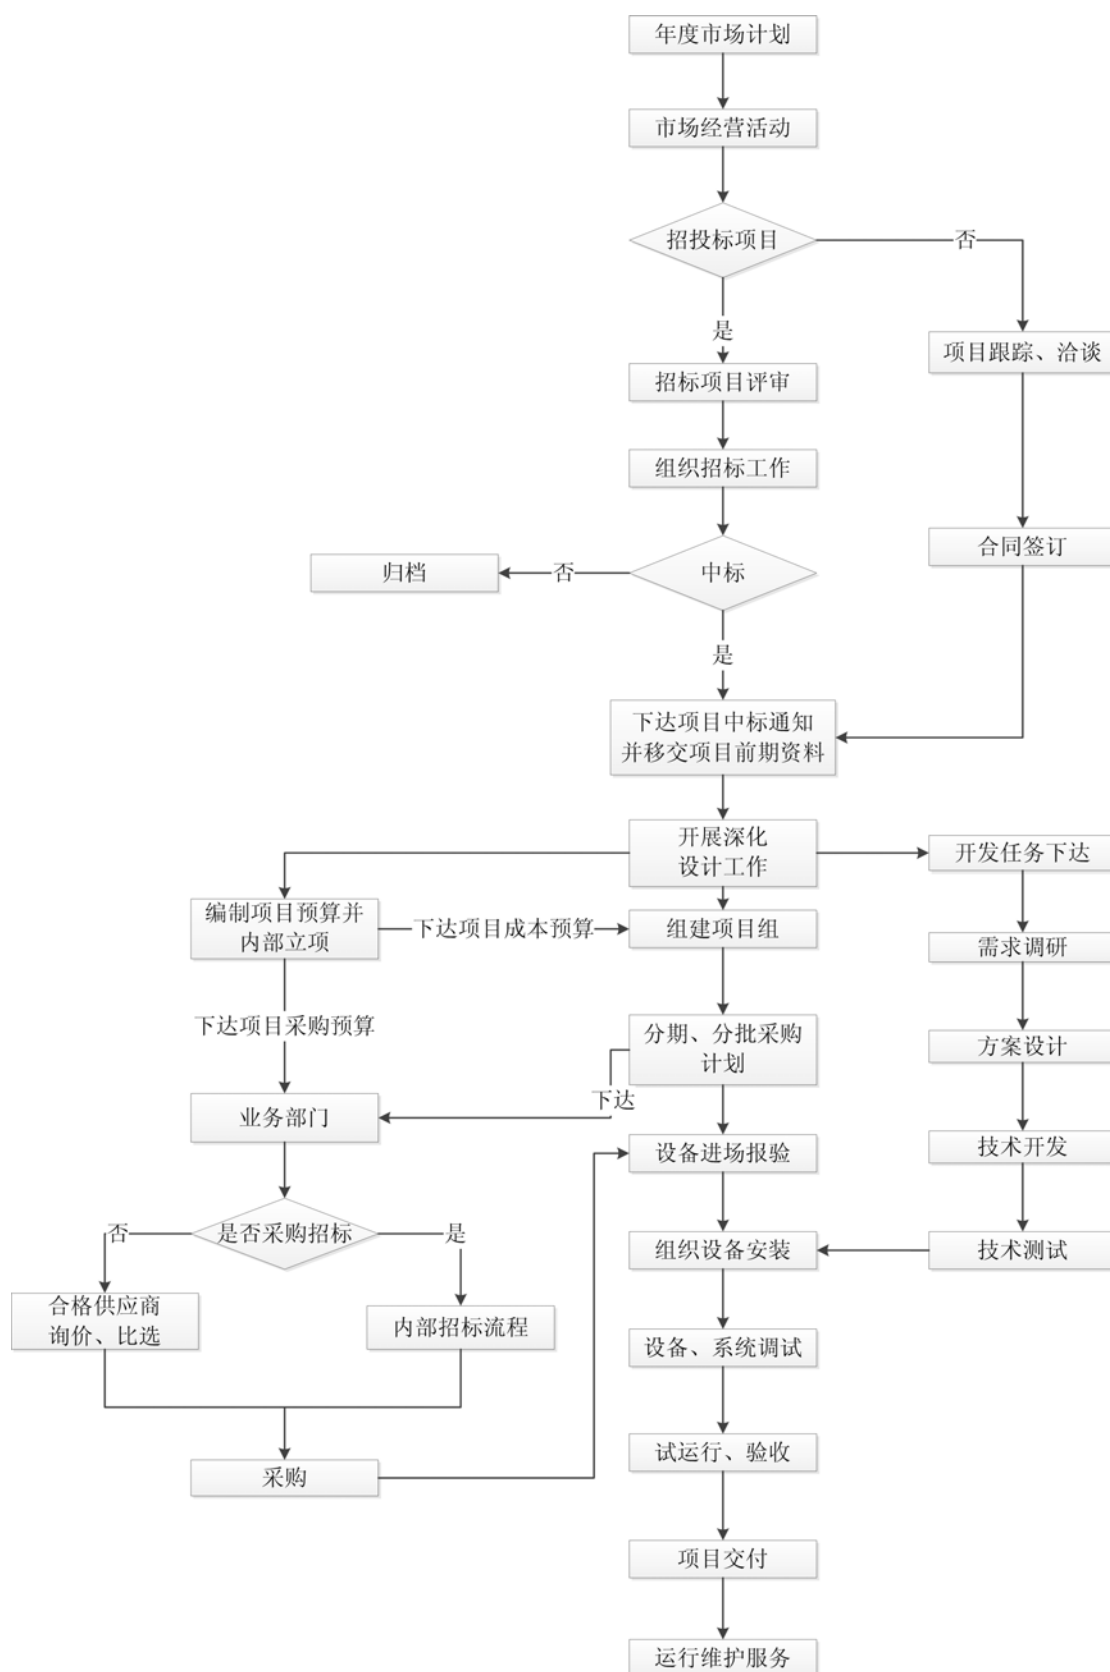 年度市场计划
市场经营活动
招投标项目
否
是
项目跟踪、洽谈
招标项目评审
组织招标工作
合同签订
归档
否
中标
是
下达项目中标通知
并移交项目前期资料
开展深化
设计工作
开发任务下达
编制项目预算并
内部立项
下达项目成本预算
组建项目组
需求调研
下达项目采购预算
分期、分批采购
计划
方案设计
下达
业务部门
设备进场报验
技术开发
否
是否采购招标
是
组织设备安装
技术测试
合格供应商
询价、比选
内部招标流程
设备、系统调试
试运行、验收
采购
项目交付
运行维护服务